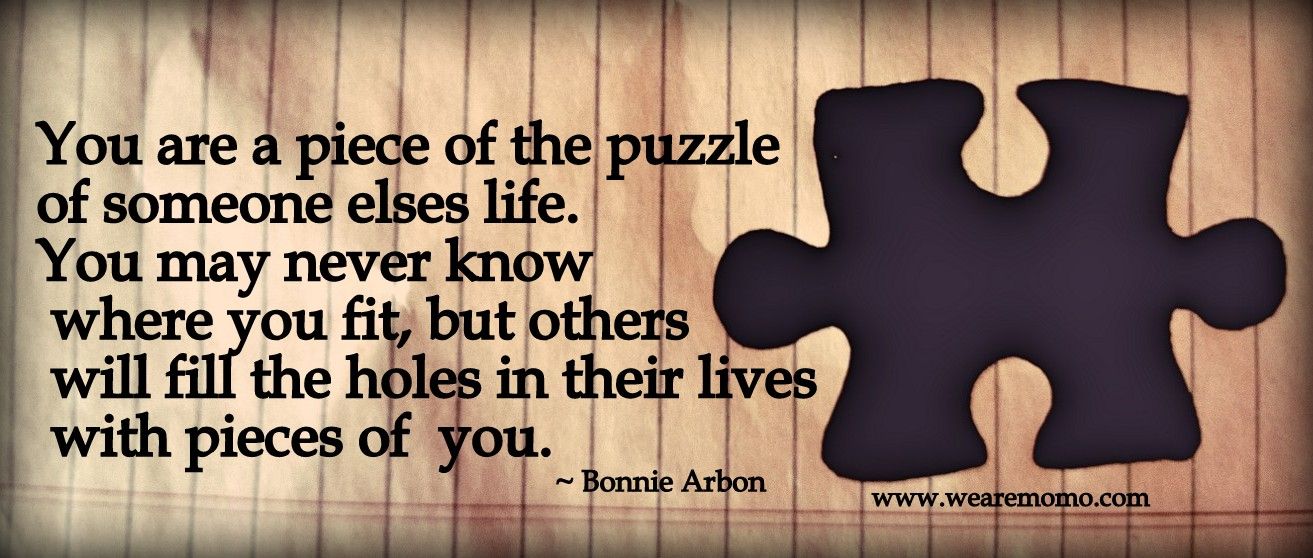 You are a piece of the puzzle
of someone elses life.
You may never know
where you fit, but others
will fill the holes in their lives
with pieces of you.
~ Bonnie Arbon
www.wearemomo.com